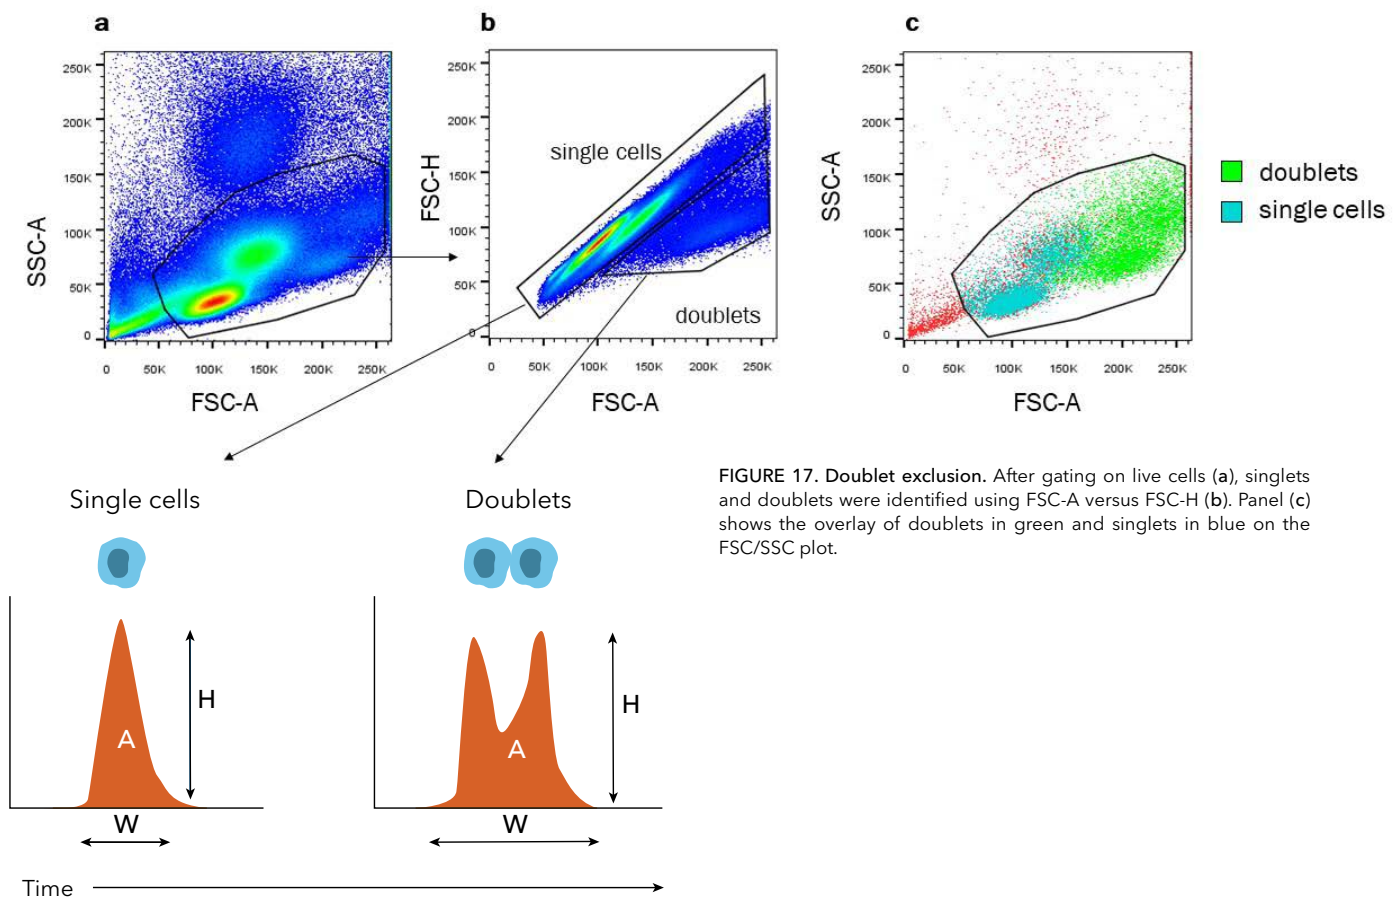 a
250K
200K
150K
100K
50K
0
SSC-A
0 50K 100K 150K 200K 250K
FSC-A
b
250K
200K
150K
100K
50K
0
FSC-H
single cells
doublets
0 50K 100K 150K 200K 250K
FSC-A
c
250K
200K
150K
100K
50K
0
SSC-A
0 50K 100K 150K 200K 250K
FSC-A
doublets
single cells
FIGURE 17. Doublet exclusion. After gating on live cells (a), singlets
and doublets were identified using FSC-A versus FSC-H (b). Panel (c)
shows the overlay of doublets in green and singlets in blue on the
FSC/SSC plot.
Single cells
A
H
W
Doublets
A
H
W
Time